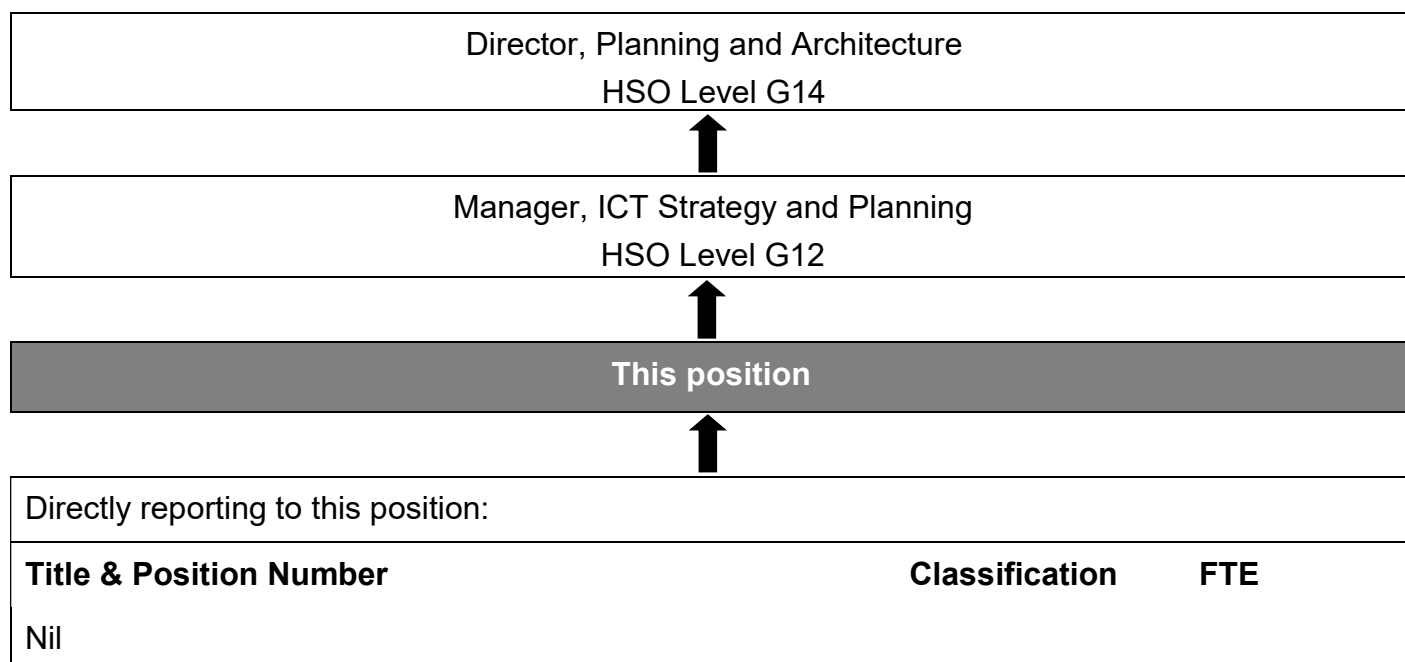 Director, Planning and Architecture
HSO Level G14
Manager, ICT Strategy and Planning
HSO Level G12
This position
Directly reporting to this position:
Title & Position Number Classification FTE
Nil